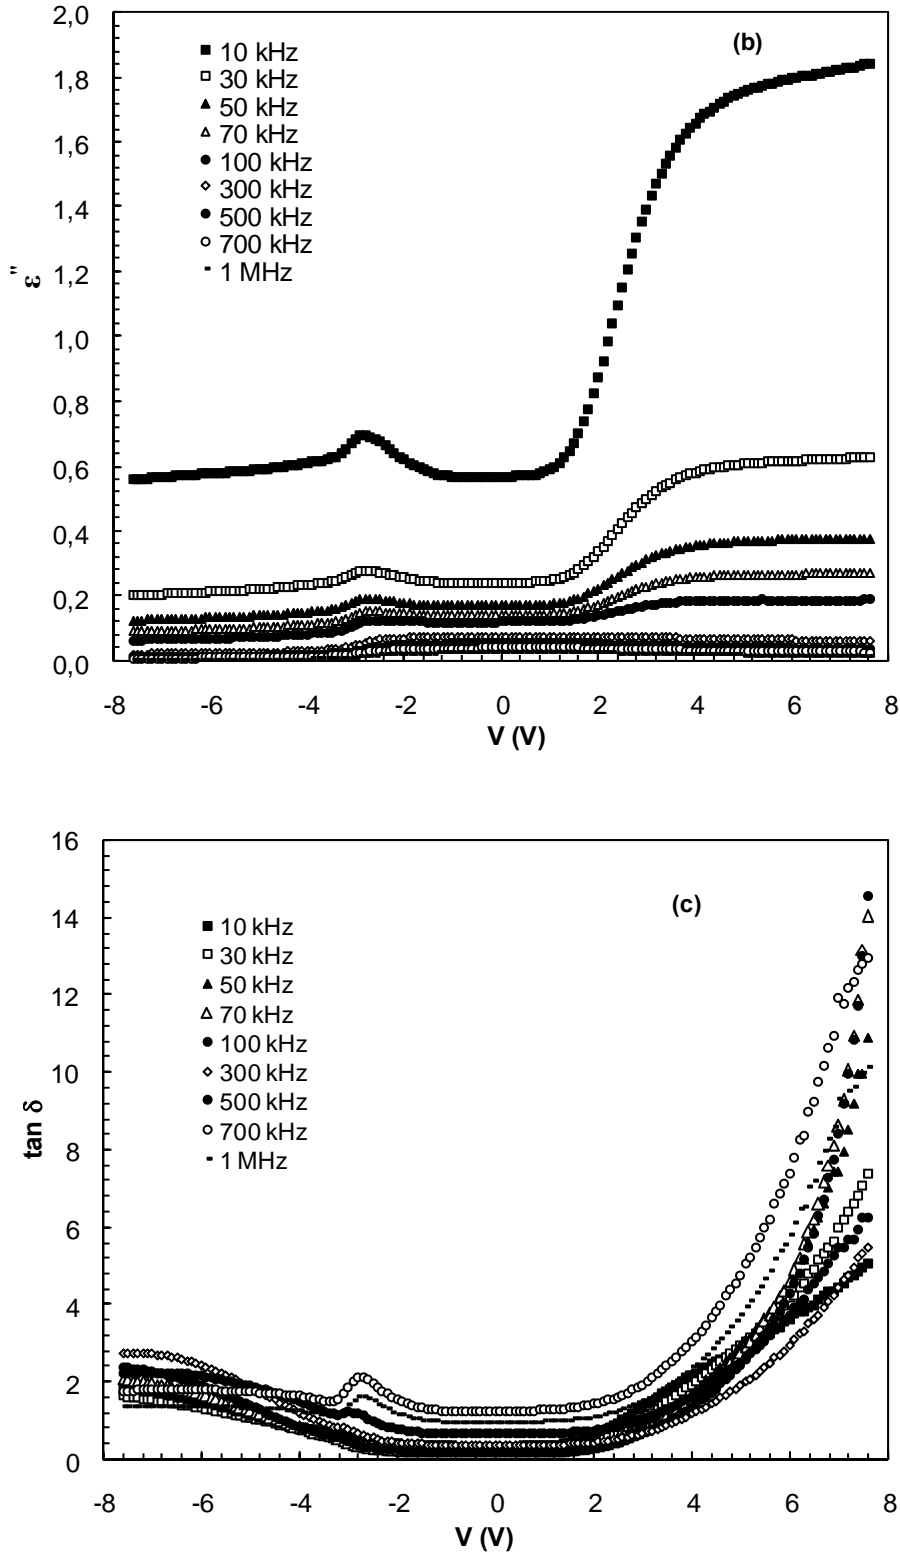 2,0
(b)
10 kHz
30 kHz
50 kHz
70 kHz
100 kHz
300 kHz
500 kHz
700 kHz
1 MHz
1,8
1,6
1,4
1,2
1,0
0,8
0,6
0,4
0,2
0,0
ε"
-8 -6 -4 -2 0 2 4 6 8
V (V)
16
(c)
10 kHz
30 kHz
50 kHz
70 kHz
100 kHz
300 kHz
500 kHz
700 kHz
1 MHz
14
12
10
8
6
4
2
0
tan δ
-8 -6 -4 -2 0 2 4 6 8
V (V)